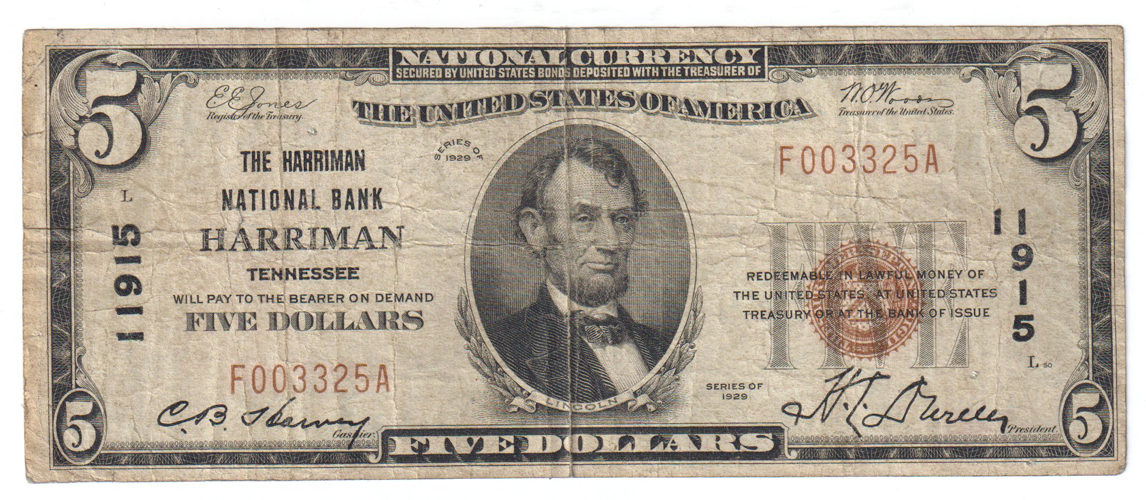 NATIONAL CURRENCY
SECURED BY UNITED STATES BONDS DEPOSITED WITH THE TREASURER OF
THE UNITED STATES OF AMERICA
5
5
E.E. Jones
Register of the Treasury.
W.O. Woods
Treasurer of the United States.
SERIES OF
1929
THE HARRIMAN
NATIONAL BANK
HARRIMAN
TENNESSEE
WILL PAY TO THE BEARER ON DEMAND
FIVE DOLLARS
F003325A
L
11915
F003325A
11915
FIVE
REDEEMABLE IN LAWFUL MONEY OF
THE UNITED STATES AT UNITED STATES
TREASURY OR AT THE BANK OF ISSUE
L 50
SERIES OF
1929
LINCOLN
C.B.
Cashier.
President.
5
FIVE DOLLARS
5